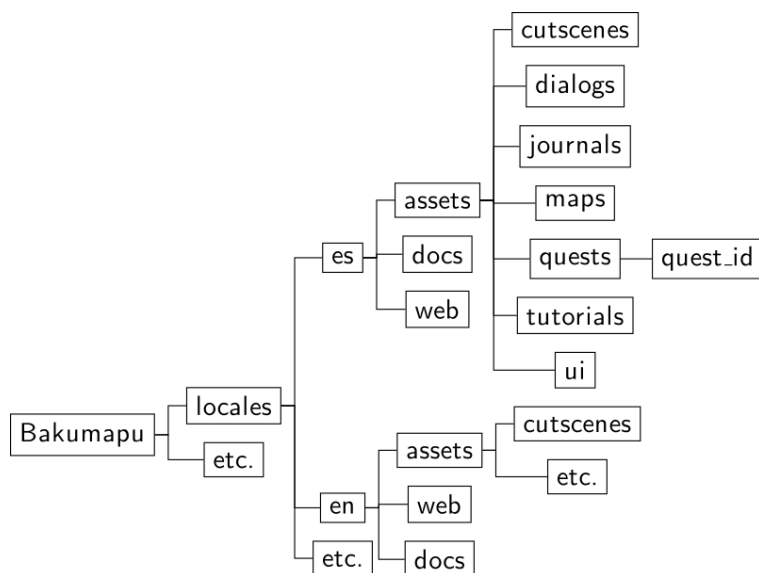 Bakumapu
locales
es
assets
cutscenes
dialogs
journals
maps
quests
quest_id
tutorials
ui
docs
web
en
assets
cutscenes
etc.
web
docs
etc.
etc.